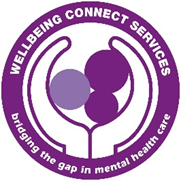 WELLBEING CONNECT SERVICES
bridging the gap in mental health care